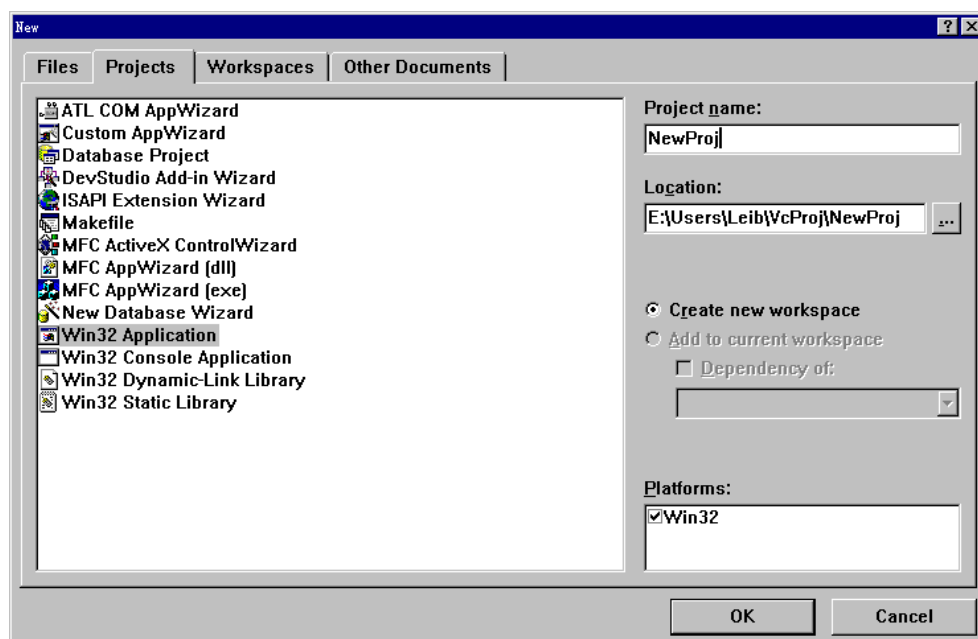 New
Files
Projects
Workspaces
Other Documents
ATL COM AppWizard
Custom AppWizard
Database Project
DevStudio Add-in Wizard
ISAPI Extension Wizard
Makefile
MFC ActiveX ControlWizard
MFC AppWizard (dll)
MFC AppWizard (exe)
New Database Wizard
Win32 Application
Win32 Console Application
Win32 Dynamic-Link Library
Win32 Static Library
Project name:
NewProj
Location:
E:\Users\Leib\VcProj\NewProj
...
Create new workspace
Add to current workspace
Dependency of:
Platforms:
Win32
OK
Cancel